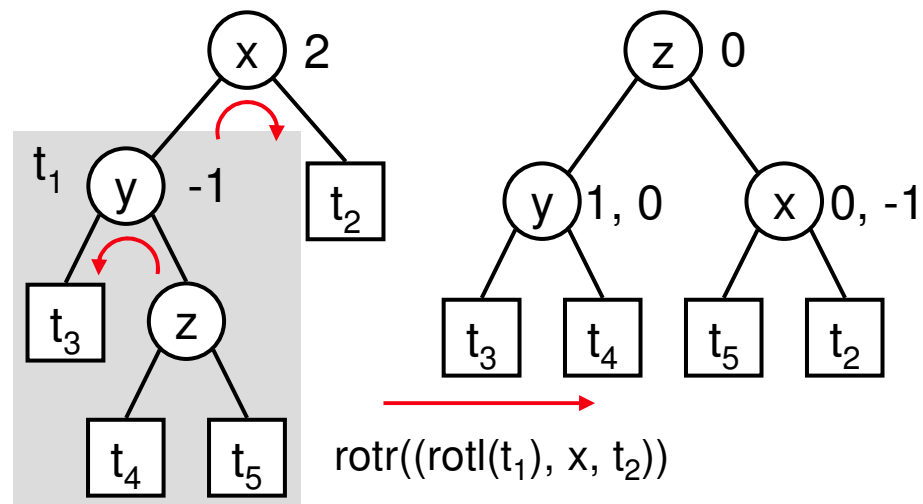 x 2
t₁ y -1 t₂
t₃ z
t₄ t₅
z 0
y 1, 0 x 0, -1
t₃ t₄ t₅ t₂
rotr((rotl(t₁), x, t₂))